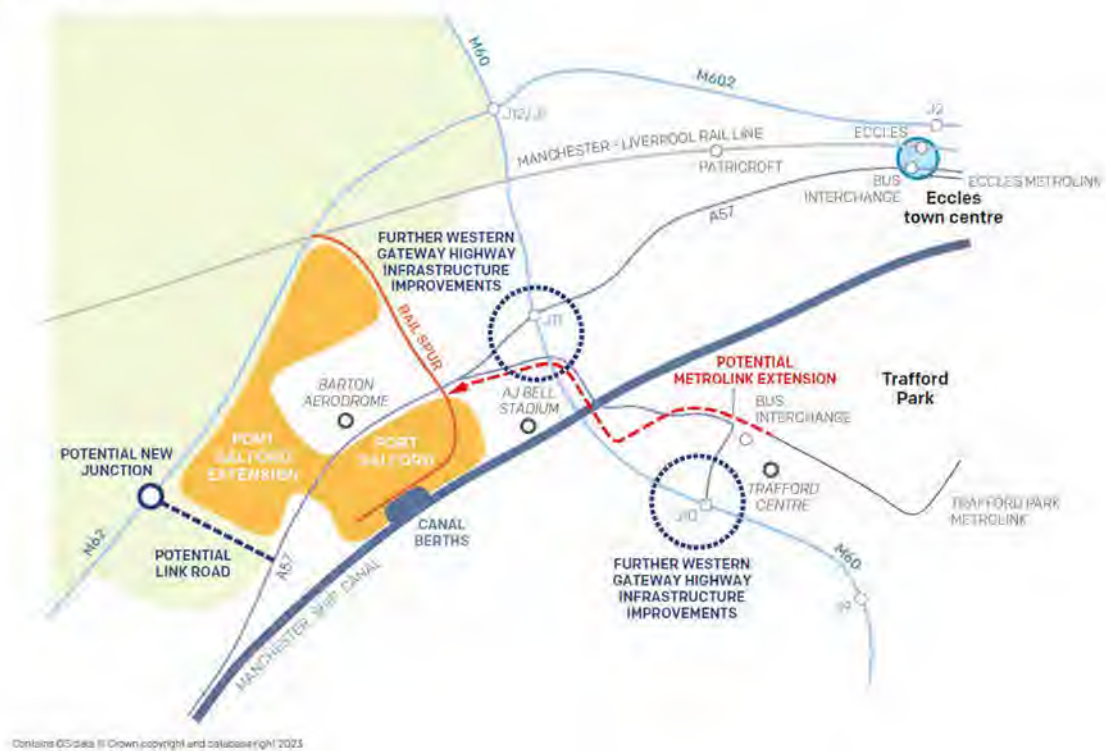 M60
M602
J12/J1
J2
ECCLES
MANCHESTER - LIVERPOOL RAIL LINE
PATRICROFT
BUS
INTERCHANGE
ECCLES METROLINK
Eccles
town centre
A57
FURTHER WESTERN
GATEWAY HIGHWAY
INFRASTRUCTURE
IMPROVEMENTS
J11
RAIL SPUR
POTENTIAL
METROLINK EXTENSION
BUS
INTERCHANGE
Trafford
Park
BARTON
AERODROME
AJ BELL
STADIUM
PORT
SALFORD
EXTENSION
PORT
SALFORD
POTENTIAL NEW
JUNCTION
TRAFFORD
CENTRE
J10
TRAFFORD PARK
METROLINK
CANAL
BERTHS
M62
POTENTIAL
LINK ROAD
A57
MANCHESTER SHIP CANAL
FURTHER WESTERN
GATEWAY HIGHWAY
INFRASTRUCTURE
IMPROVEMENTS
M60
J9
Contains OS data © Crown copyright and database right 2023